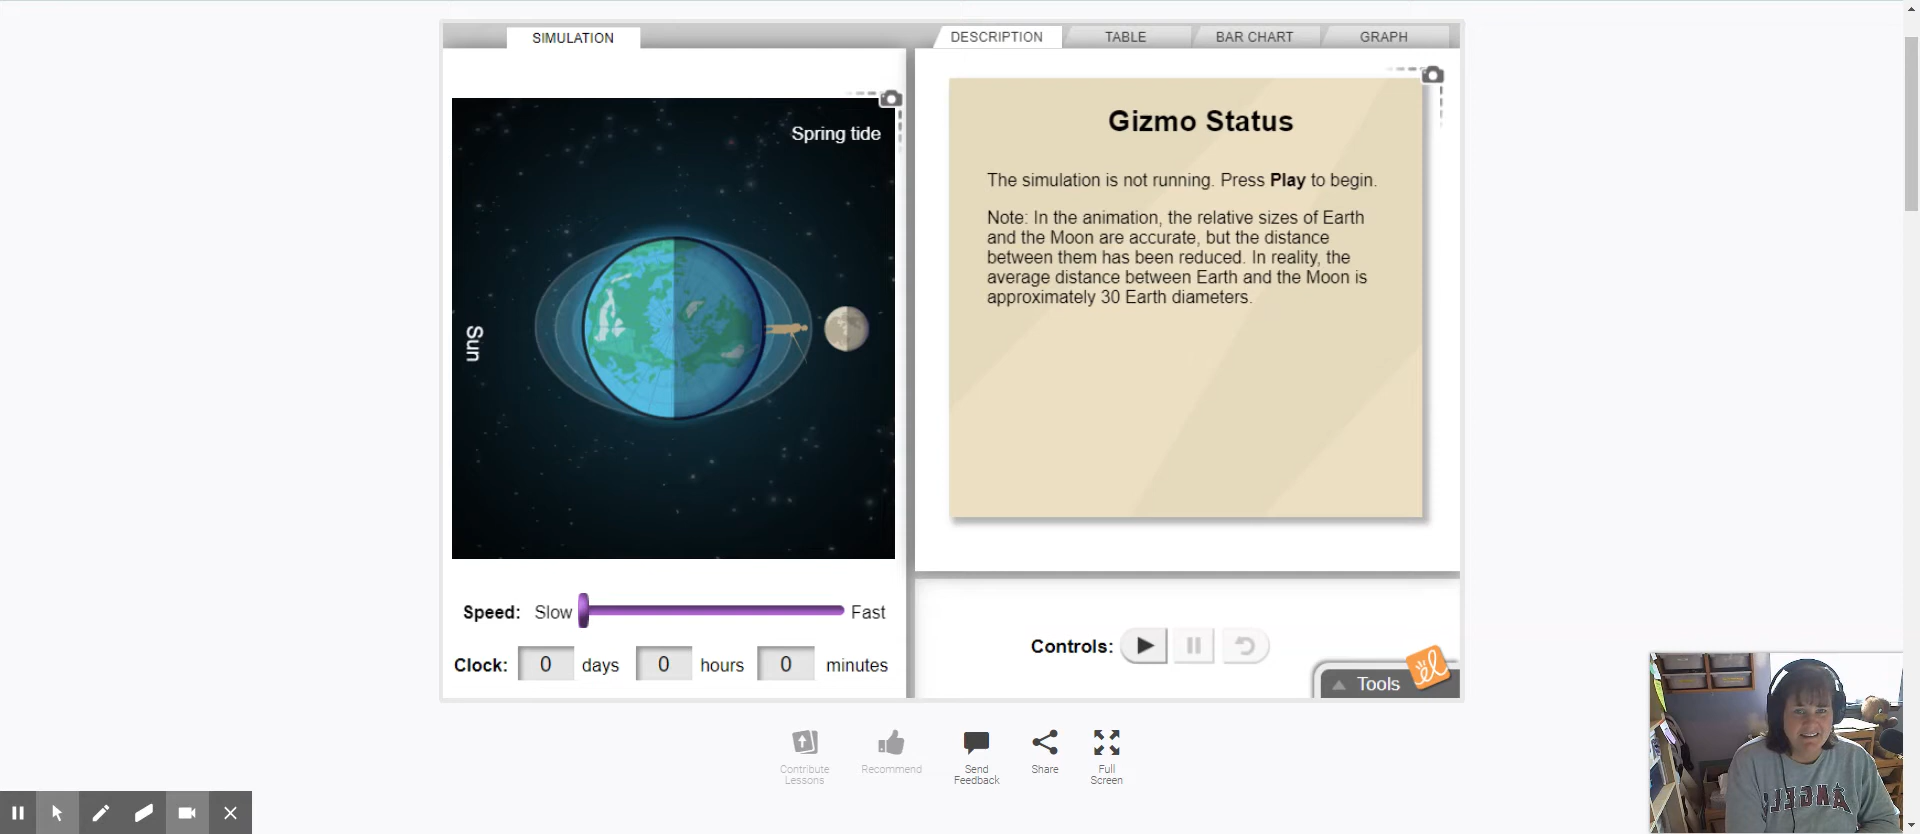 SIMULATION
DESCRIPTION
TABLE
BAR CHART
GRAPH
Spring tide
Sun
Gizmo Status
The simulation is not running. Press Play to begin.
Note: In the animation, the relative sizes of Earth
and the Moon are accurate, but the distance
between them has been reduced. In reality, the
average distance between Earth and the Moon is
approximately 30 Earth diameters.
Speed: Slow Fast
Clock: 0 days 0 hours 0 minutes
Controls:
Tools
el
Contribute
Lessons
Recommend
Send
Feedback
Share
Full
Screen
ANGELS